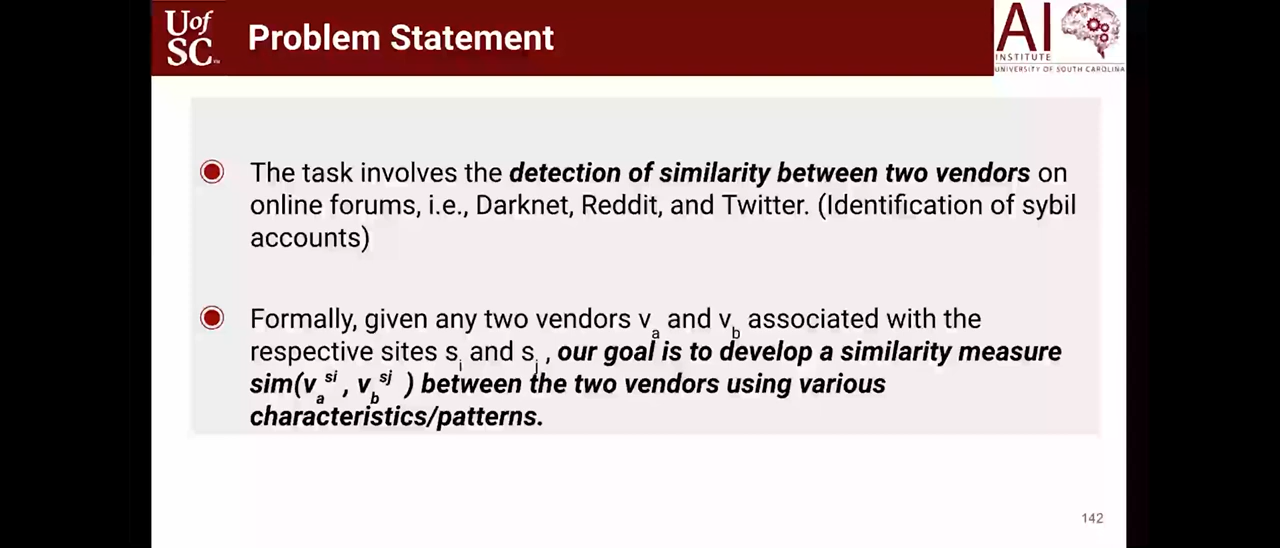 Uof
SC
Problem Statement
AI
INSTITUTE
UNIVERSITY OF SOUTH CAROLINA
The task involves the detection of similarity between two vendors on
online forums, i.e., Darknet, Reddit, and Twitter. (Identification of sybil
accounts)
Formally, given any two vendors v_a and v_b associated with the
respective sites s_i and s_j , our goal is to develop a similarity measure
sim(v_a^si , v_b^sj ) between the two vendors using various
characteristics/patterns.
142